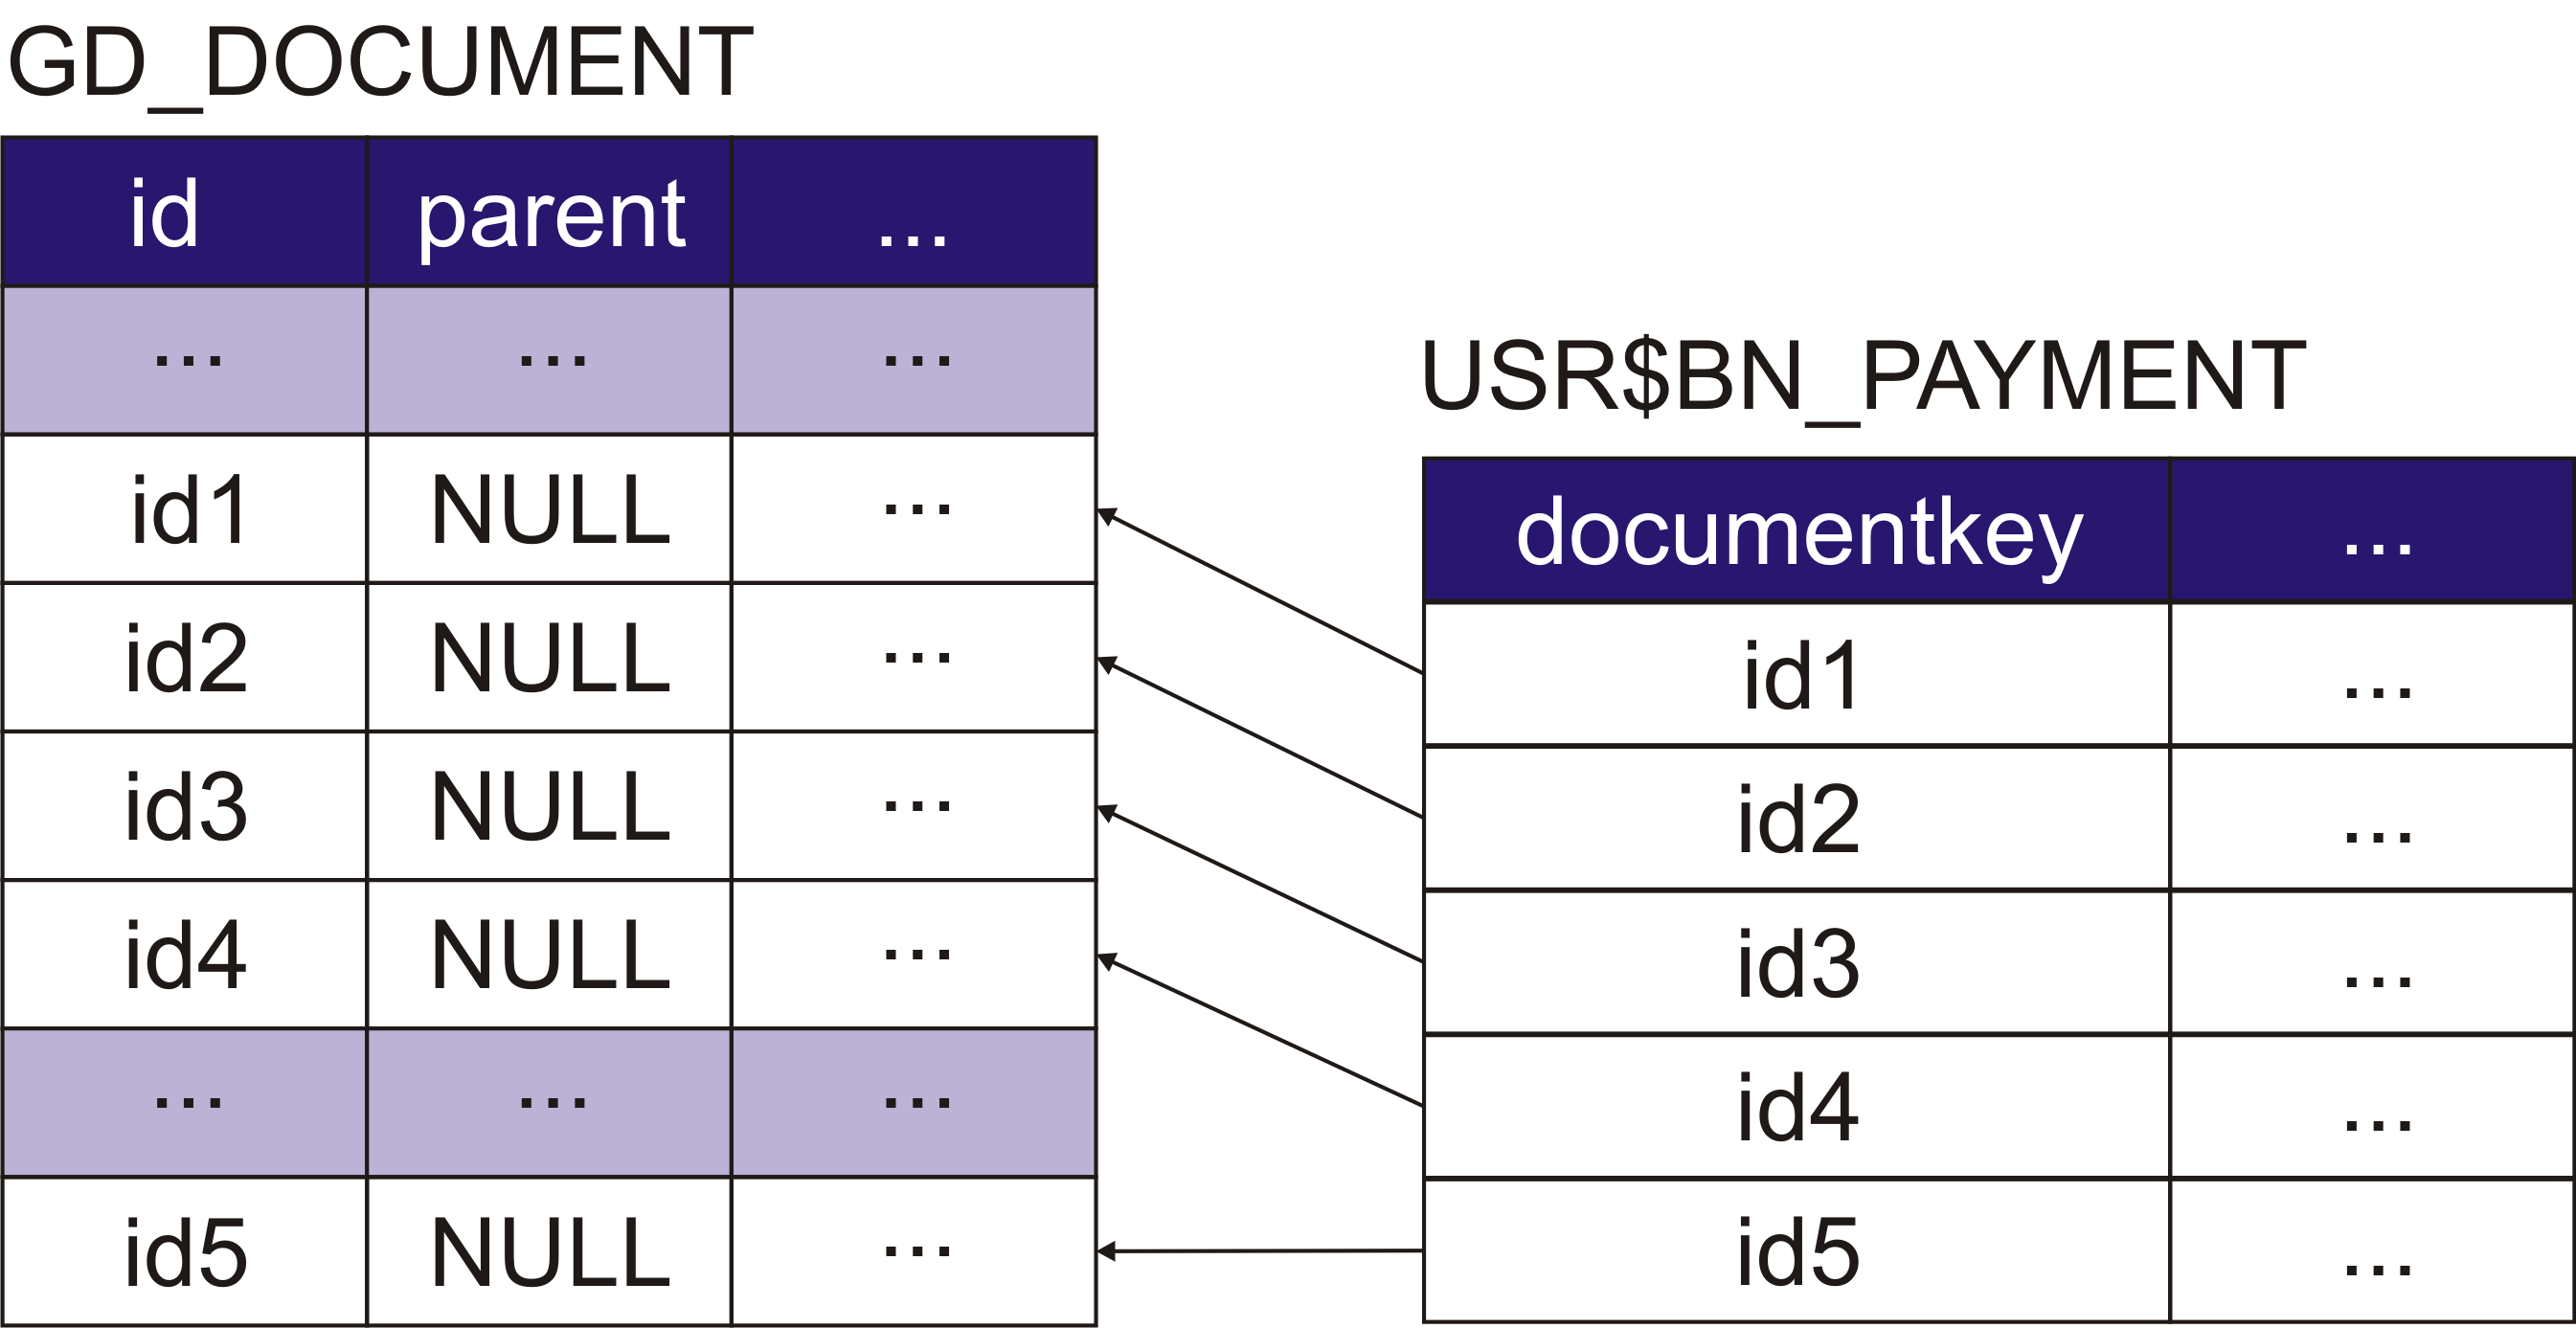 GD_DOCUMENT
id parent ...
... ... ...
id1 NULL ...
id2 NULL ...
id3 NULL ...
id4 NULL ...
... ... ...
id5 NULL ...
USR$BN_PAYMENT
documentkey ...
id1 ...
id2 ...
id3 ...
id4 ...
id5 ...